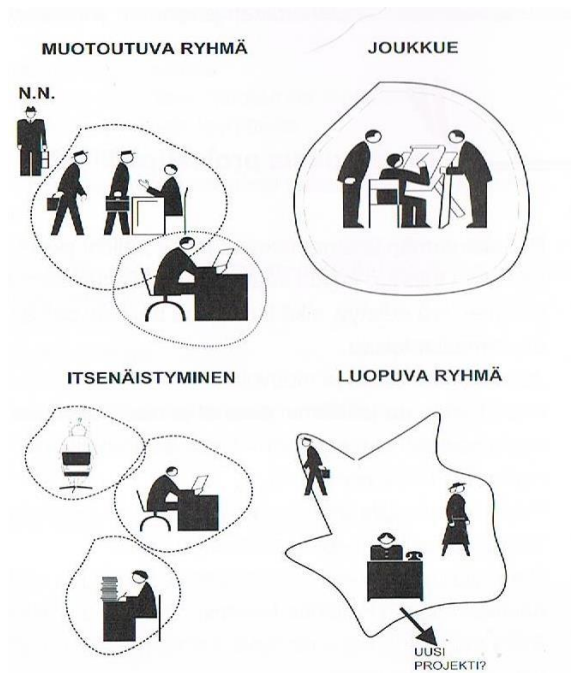 MUOTOUTUVA RYHMÄ
JOUKKUE
N.N.
ITSENÄISTYMINEN
LUOPUVA RYHMÄ
UUSI
PROJEKTI?